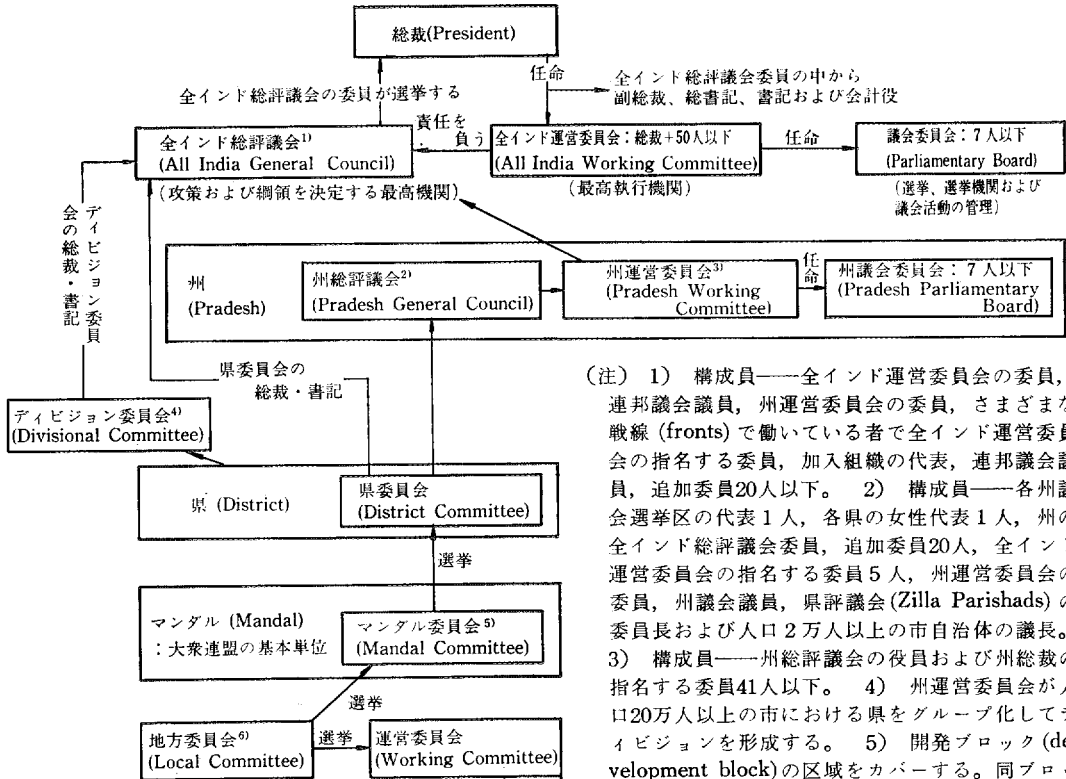 総裁(President)
任命
全インド総評議会委員の中から
副総裁、総書記、書記および会計役
全インド総評議会の委員が選挙する
責任を
負う
全インド総評議会1)
(All India General Council)
(攻策および綱領を決定する最高機関)
全インド運営委員会：総裁+50人以下
(All India Working Committee)
(最高執行機関)
任命
議会委員会：7人以下
(Parliamentary Board)
(選挙、選挙機関および
議会活動の管理)
ディビジョン委員
会の総裁・書記
州
(Pradesh)
州総評議会2)
(Pradesh General Council)
州運営委員会3)
(Pradesh Working
Committee)
任命
州議会委員会：7人以下
(Pradesh Parliamentary
Board)
県委員会の
総裁・書記
ディビジョン委員会4)
(Divisional Committee)
県 (District)
県委員会
(District Committee)
選挙
マンダル (Mandal)
：大衆連盟の基本単位
マンダル委員会5)
(Mandal Committee)
選挙
地方委員会6)
(Local Committee)
選挙
運営委員会
(Working Committee)
(注) 1) 構成員――全インド運営委員会の委員，
連邦議会議員，州運営委員会の委員，さまざまな
戦線 (fronts) で働いている者で全インド運営委員
会の指名する委員，加入組織の代表，連邦議会議
員，追加委員20人以下。 2) 構成員――各州議
会選挙区の代表1人，各県の女性代表1人，州の
全インド総評議会委員，追加委員20人，全インド
運営委員会の指名する委員5人，州運営委員会の
委員，州議会議員，県評議会(Zilla Parishads) の
委員長および人口2万人以上の市自治体の議長。
3) 構成員――州総評議会の役員および州総裁の
指名する委員41人以下。 4) 州運営委員会が人
口20万人以上の市における県をグループ化してデ
ィビジョンを形成する。 5) 開発ブロック(de
velopment block)の区域をカバーする。同ブロッ